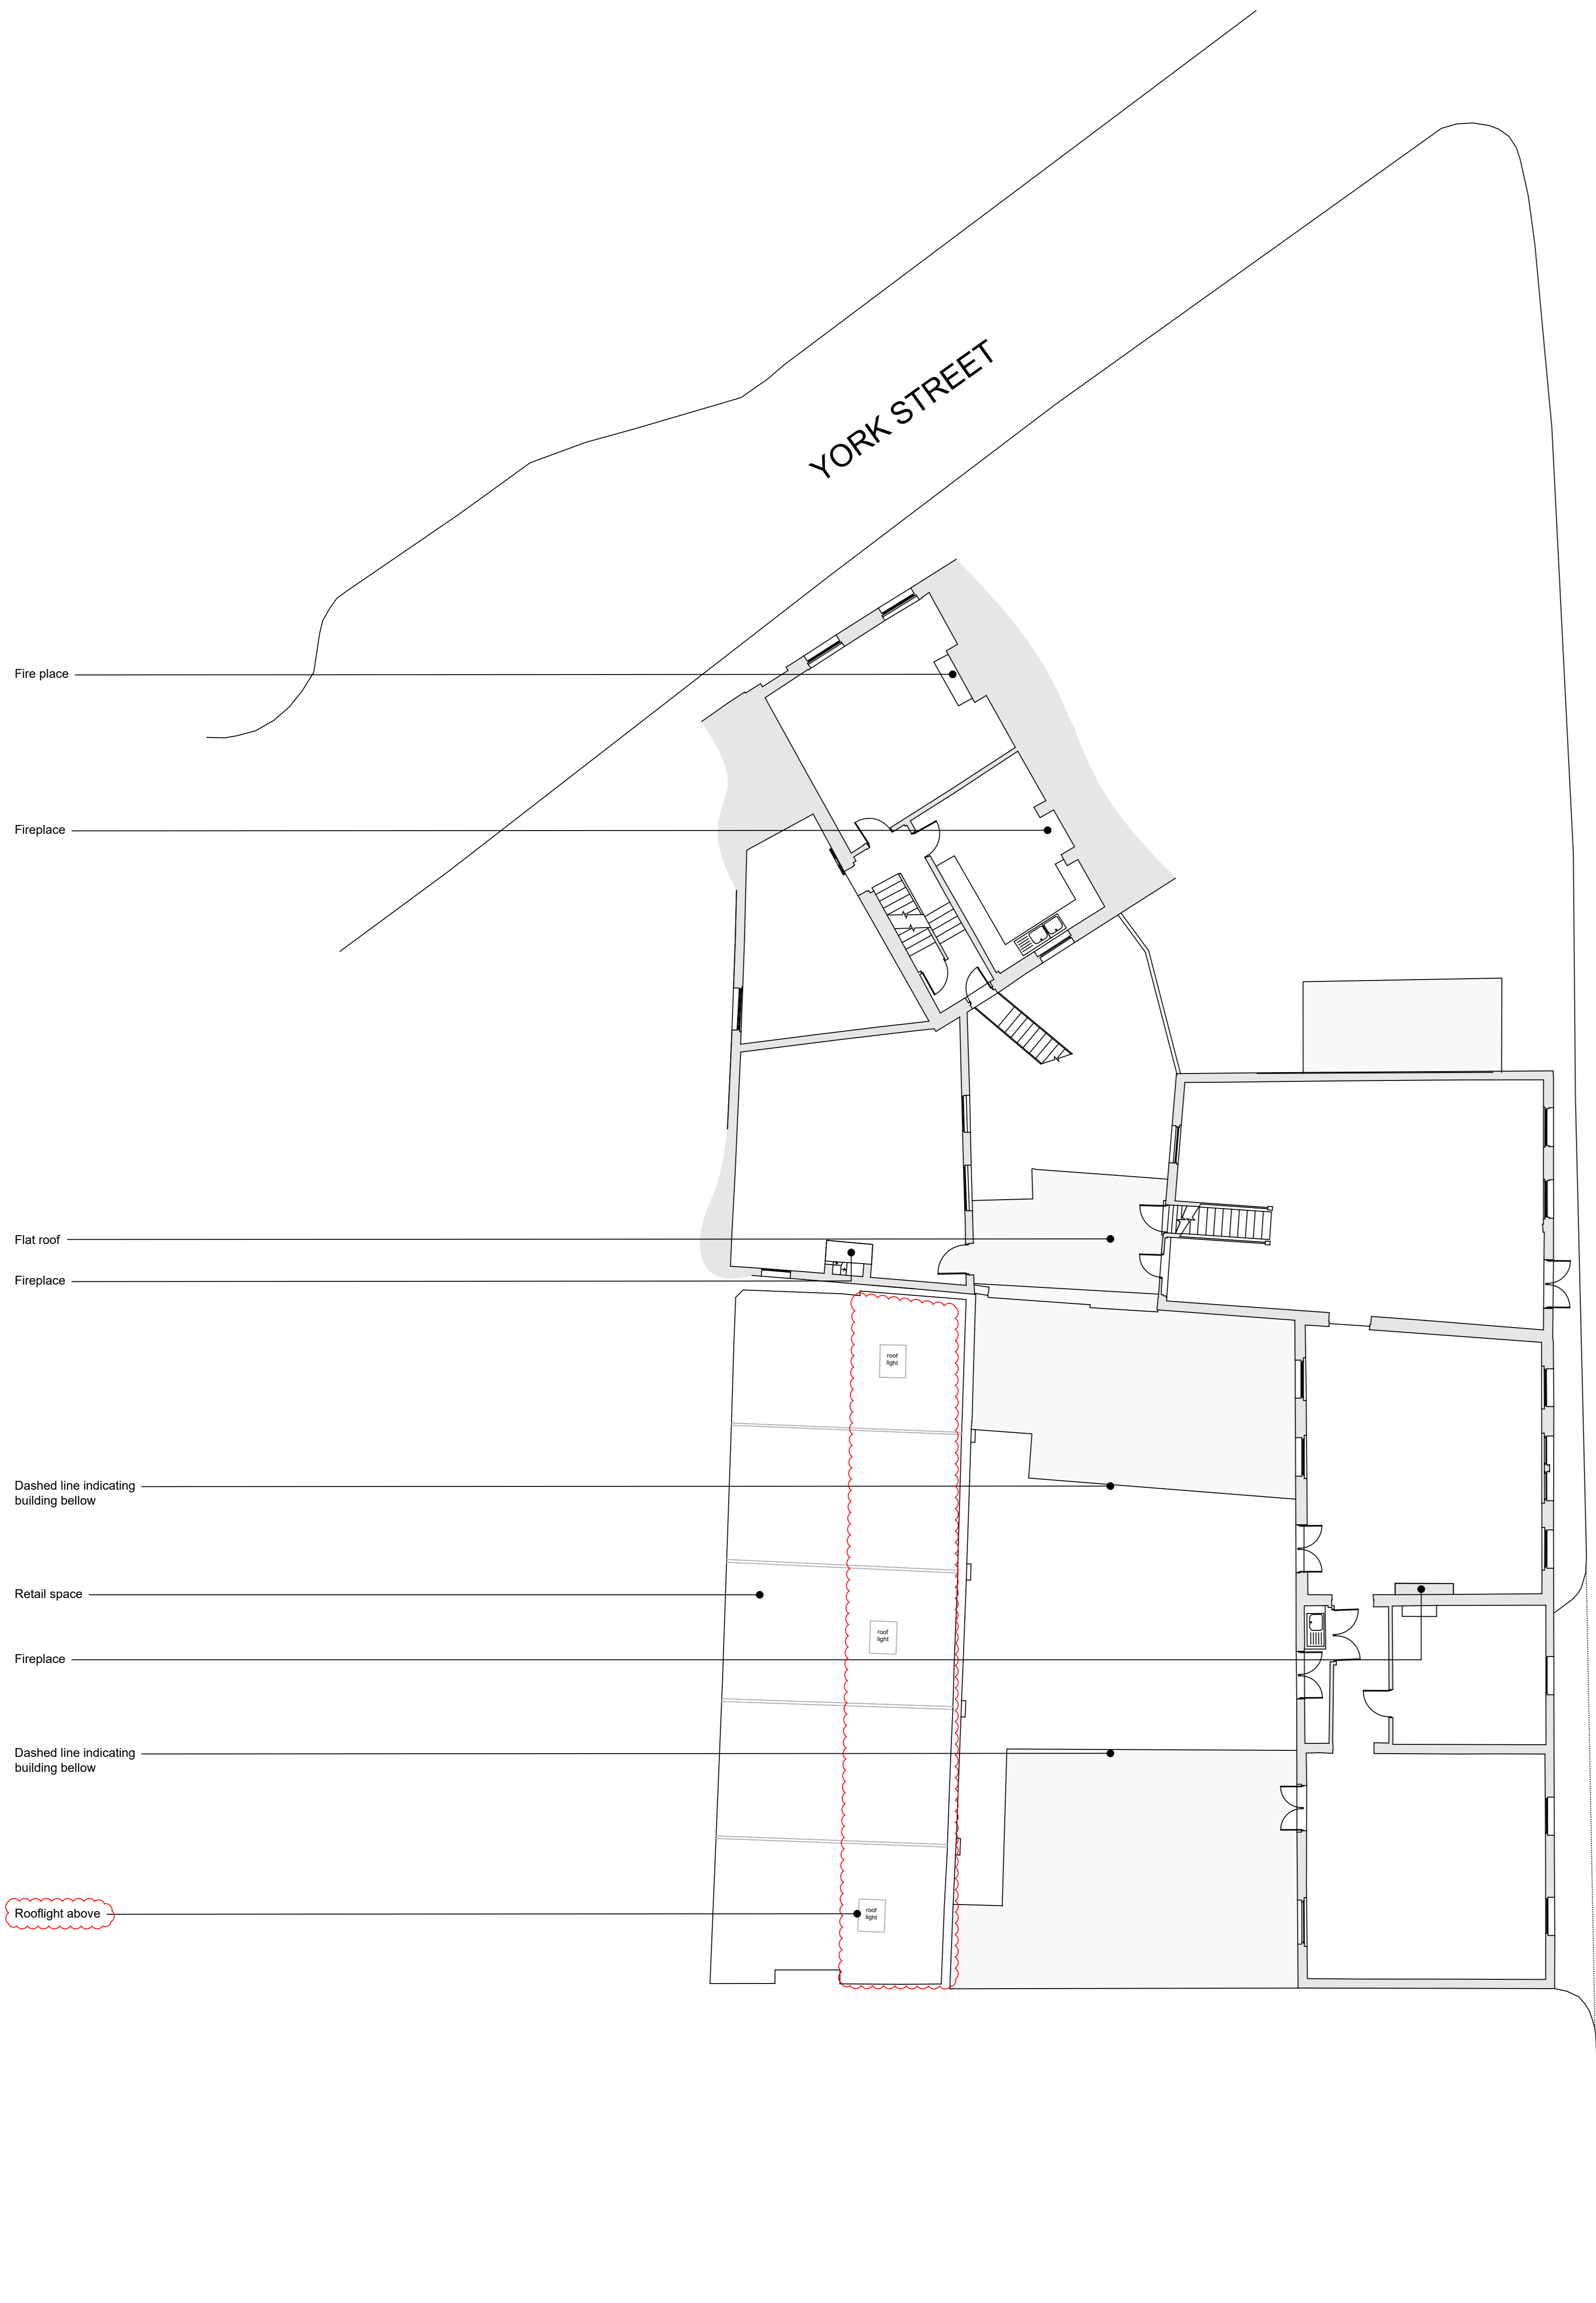 YORK STREET
Fire place
Fireplace
Flat roof
Fireplace
roof
light
Dashed line indicating
building bellow
Retail space
roof
light
Fireplace
Dashed line indicating
building bellow
Rooflight above
roof
light